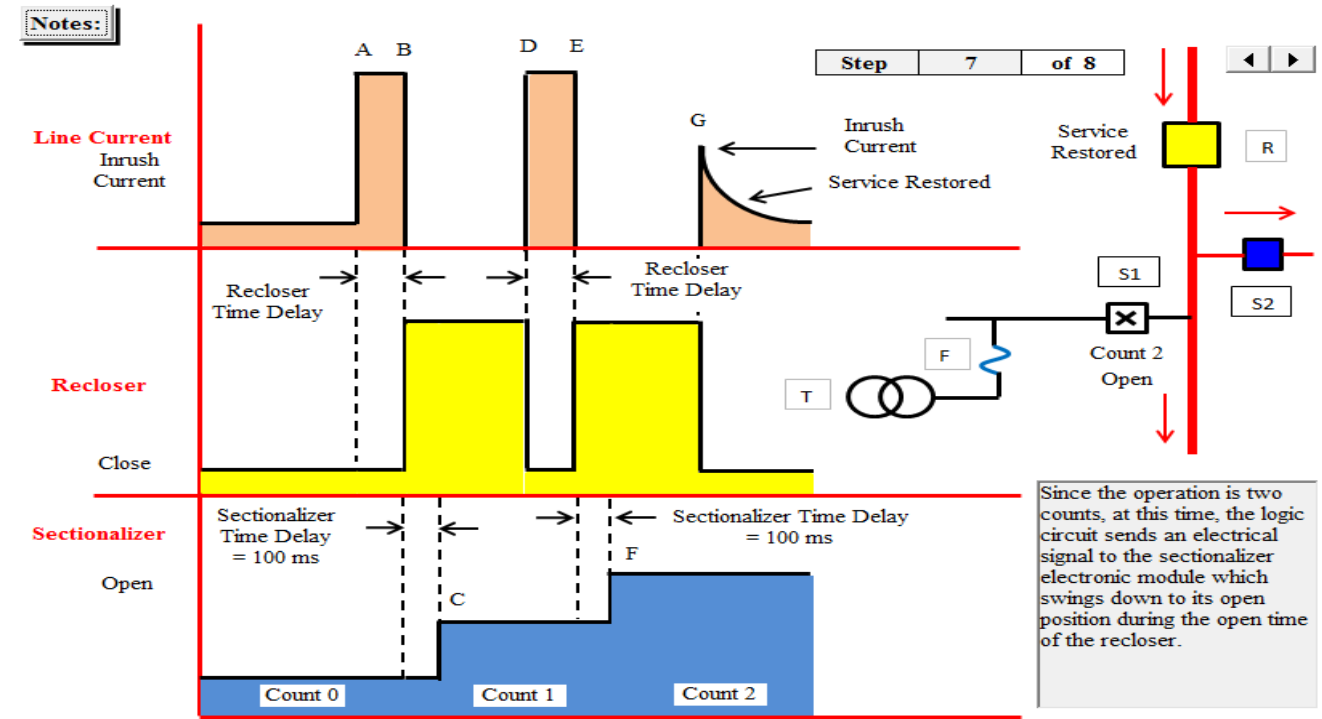 Notes:
A B D E
Step 7 of 8
Line Current
Inrush
Current
G
Inrush
Current
Service Restored
Service
Restored
R
Recloser
Time Delay
Recloser
Time Delay
S1
S2
Count 2
Open
F
T
Recloser
Close
Sectionalizer
Open
Sectionalizer
Time Delay
= 100 ms
Sectionalizer Time Delay
= 100 ms
C
F
Count 0
Count 1
Count 2
Since the operation is two
counts, at this time, the logic
circuit sends an electrical
signal to the sectionalizer
electronic module which
swings down to its open
position during the open time
of the recloser.